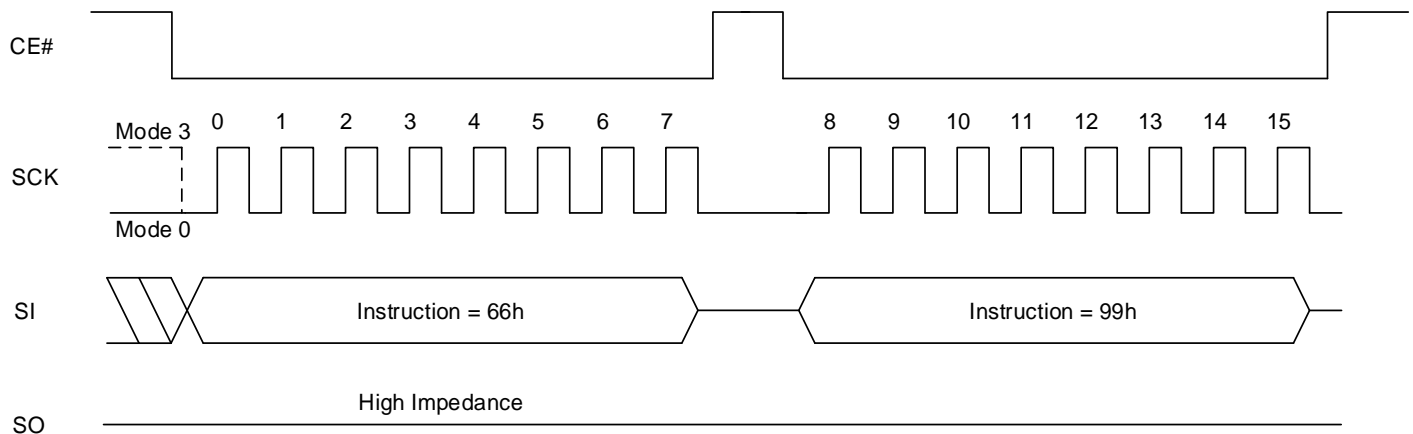 CE#
Mode 3
0 1 2 3 4 5 6 7 8 9 10 11 12 13 14 15
SCK
Mode 0
SI
Instruction = 66h
Instruction = 99h
High Impedance
SO